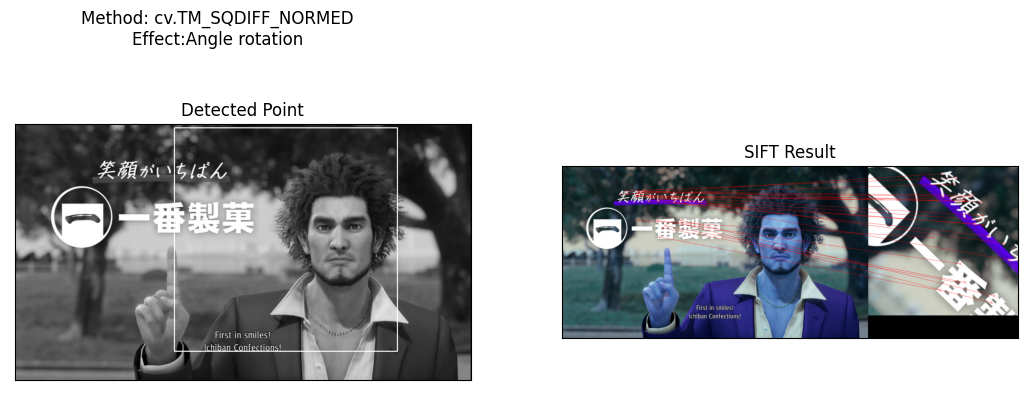 Method: cv.TM_SQDIFF_NORMED
Effect:Angle rotation
Detected Point
笑顔がいちばん
一番製菓
First in smiles!
Ichiban Confections!
SIFT Result
笑顔がいちばん
一番製菓
First in smiles!
Ichiban Confections!
笑顔がいち
一番製